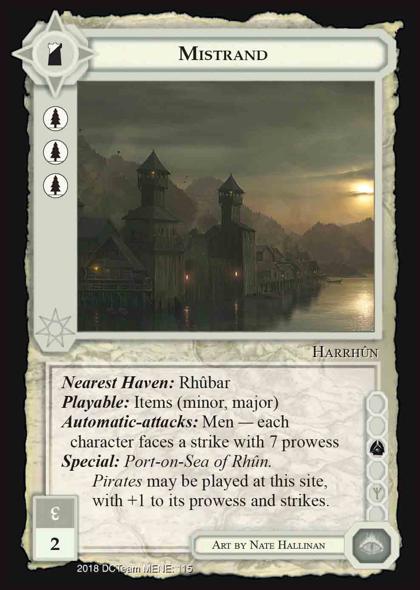 Mistrand
Harrhûn
Nearest Haven: Rhûbar
Playable: Items (minor, major)
Automatic-attacks: Men — each
character faces a strike with 7 prowess
Special: Port-on-Sea of Rhûn.
Pirates may be played at this site,
with +1 to its prowess and strikes.
ε
2
Art by Nate Hallinan
2018 DCTeam MENE: 115